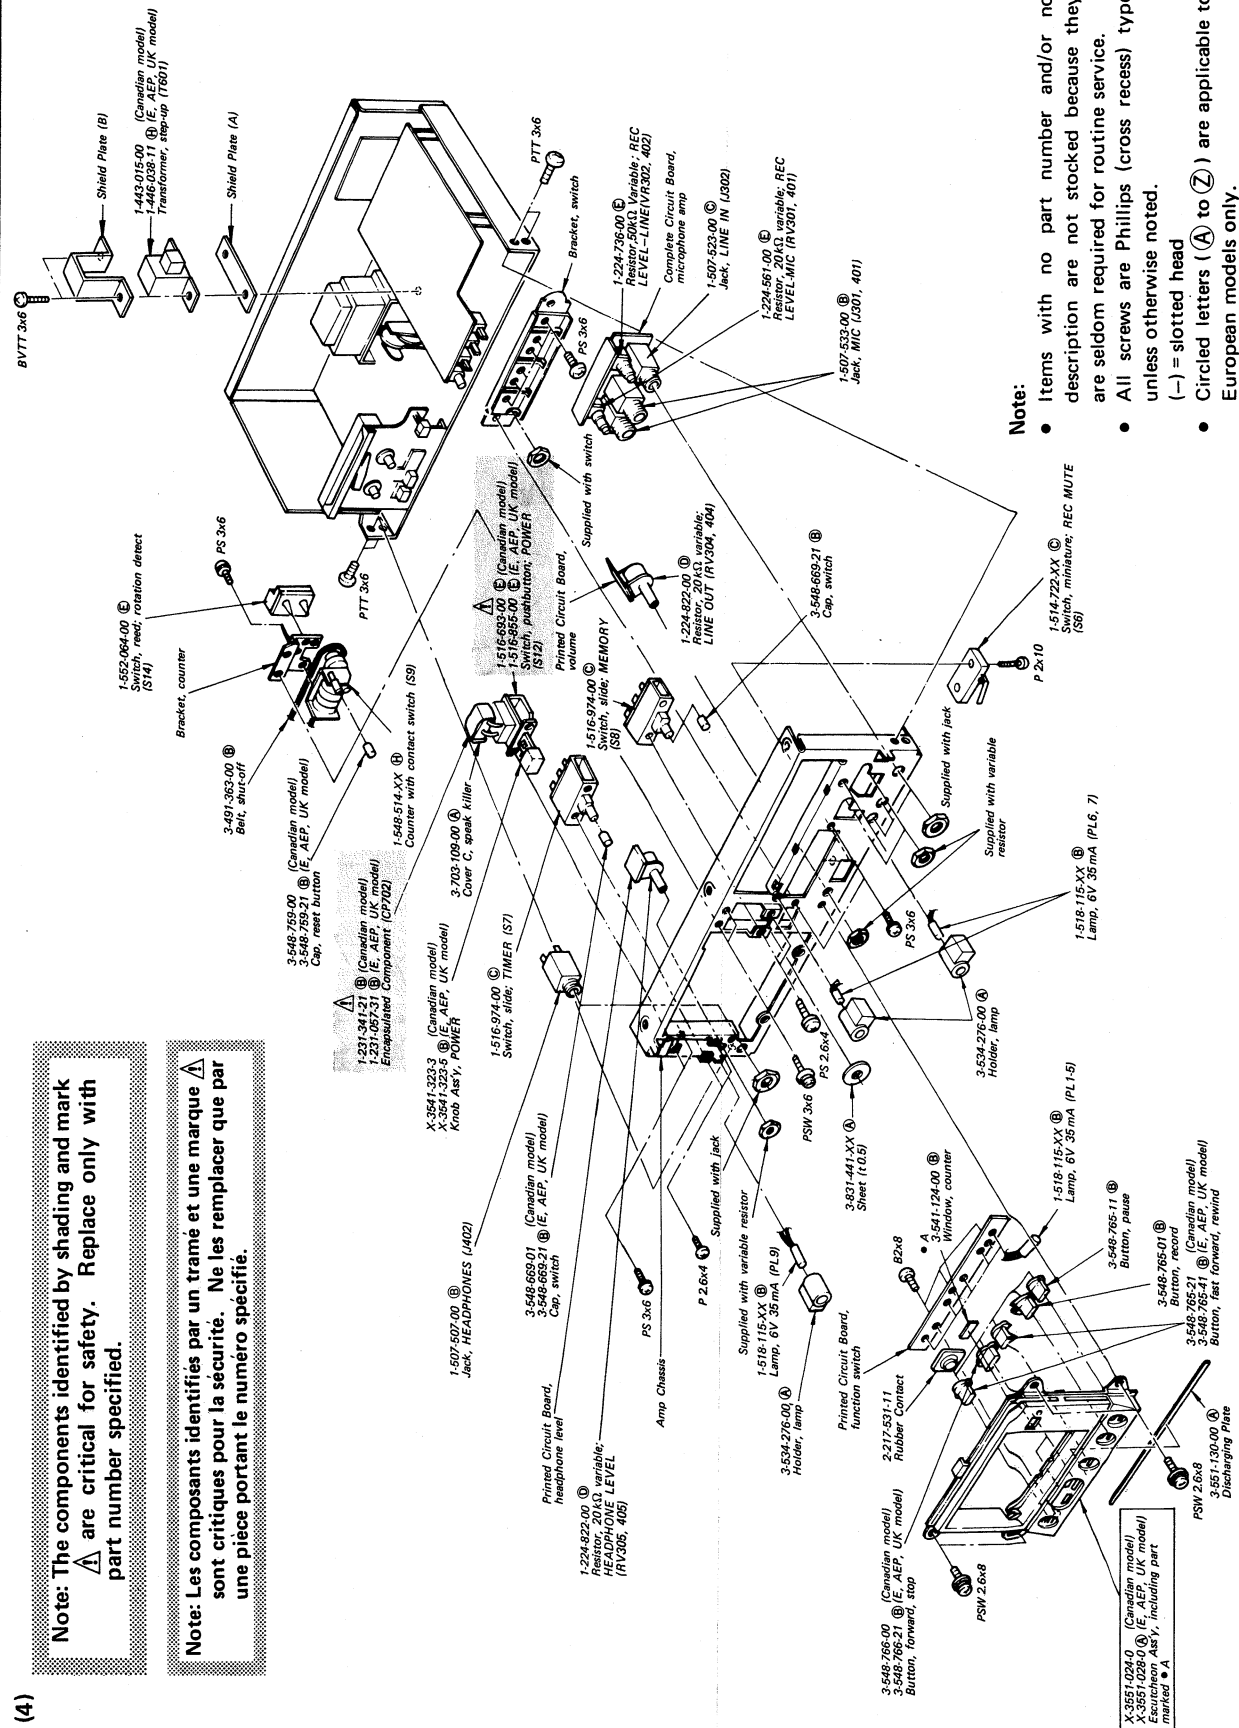 (4)
Note: The components identified by shading and mark
⚠ are critical for safety. Replace only with
part number specified.
Note: Les composants identifiés par un tramé et une marque ⚠
sont critiques pour la sécurité. Ne les remplacer que par
une pièce portant le numéro spécifié.
BVTT 3x6
Shield Plate (B)
1-443-015-00 (Canadian model)
1-446-038-11 Ⓗ (E, AEP, UK model)
Transformer, step-up (T601)
Shield Plate (A)
PTT 3x6
1-552-064-00 Ⓔ
Switch, reed; rotation detect
(S14)
PS 3x6
Bracket, counter
3-491-363-00 Ⓑ
Belt, shut-off
PTT 3x6
3-548-759-00 (Canadian model)
3-548-759-21 Ⓑ (E, AEP, UK model)
Cap, reset button
1-548-514-XX Ⓗ
Counter with contact switch (S9)
⚠
1-231-341-21 Ⓑ (Canadian model)
1-231-057-31 Ⓑ (E, AEP, UK model)
Encapsulated Component (CP702)
3-703-109-00 Ⓐ
Cover C, speak killer
X-3541-323-3 (Canadian model)
X-3541-323-5 Ⓑ (E, AEP, UK model)
Knob Ass'y, POWER
⚠
1-516-693-00 Ⓔ (Canadian model)
1-516-855-00 Ⓔ (E, AEP, UK model)
Switch, pushbutton; POWER
(S12)
1-516-974-00 Ⓒ
Switch, slide; TIMER (S7)
1-516-974-00 Ⓒ
Switch, slide; MEMORY
(S8)
Printed Circuit Board,
volume
Supplied with switch
1-224-822-00 Ⓓ
Resistor, 20kΩ variable;
LINE OUT (RV304, 404)
3-548-669-21 Ⓑ
Cap, switch
PS 3x6
Bracket, switch
1-224-736-00 Ⓔ
Resistor,50kΩ Variable; REC
LEVEL-LINE(VR302, 402)
Complete Circuit Board,
microphone amp
1-507-523-00 Ⓒ
Jack, LINE IN (J302)
1-224-561-00 Ⓔ
Resistor, 20kΩ variable; REC
LEVEL-MIC (RV301, 401)
1-507-533-00 Ⓑ
Jack, MIC (J301, 401)
1-507-507-00 Ⓑ
Jack, HEADPHONES (J402)
3-548-669-01 (Canadian model)
3-548-669-21 Ⓑ (E, AEP, UK model)
Cap, switch
Printed Circuit Board,
headphone level
1-224-822-00 Ⓓ
Resistor, 20kΩ variable;
HEADPHONE LEVEL
(RV305, 405)
Amp Chassis
PS 3x6
P 2.6x4
Supplied with jack
Supplied with variable resistor
1-518-115-XX Ⓑ
Lamp, 6V 35mA (PL9)
3-534-276-00 Ⓐ
Holder, lamp
PSW 3x6
PS 2.6x4
3-831-441-XX Ⓐ
Sheet (t 0.5)
3-534-276-00 Ⓐ
Holder, lamp
1-518-115-XX Ⓑ
Lamp, 6V 35mA (PL6, 7)
PS 3x6
Supplied with variable
resistor
Supplied with jack
P 2x10
1-514-722-XX Ⓒ
Switch, miniature; REC MUTE
(S6)
Printed Circuit Board,
function switch
B2x8
● A
3-541-124-00 Ⓑ
Window, counter
1-518-115-XX Ⓑ
Lamp, 6V 35 mA (PL1-5)
3-548-765-11 Ⓑ
Button, pause
3-548-765-01 Ⓑ
Button, record
3-548-765-21 (Canadian model)
3-548-765-41 Ⓑ (E, AEP, UK model)
Button, fast forward, rewind
2-217-531-11
Rubber Contact
3-548-766-00 (Canadian model)
3-548-766-21 Ⓑ (E, AEP, UK model)
Button, forward, stop
PSW 2.6x8
PSW 2.6x8
3-551-130-00 Ⓐ
Discharging Plate
X-3551-024-0 (Canadian model)
X-3551-028-0 Ⓐ (E, AEP, UK model)
Escutcheon Ass'y, including part
marked ● A
Note:
● Items with no part number and/or no
description are not stocked because they
are seldom required for routine service.
● All screws are Phillips (cross recess) type
unless otherwise noted.
(−) = slotted head
● Circled letters (Ⓐ to Ⓩ) are applicable to
European models only.